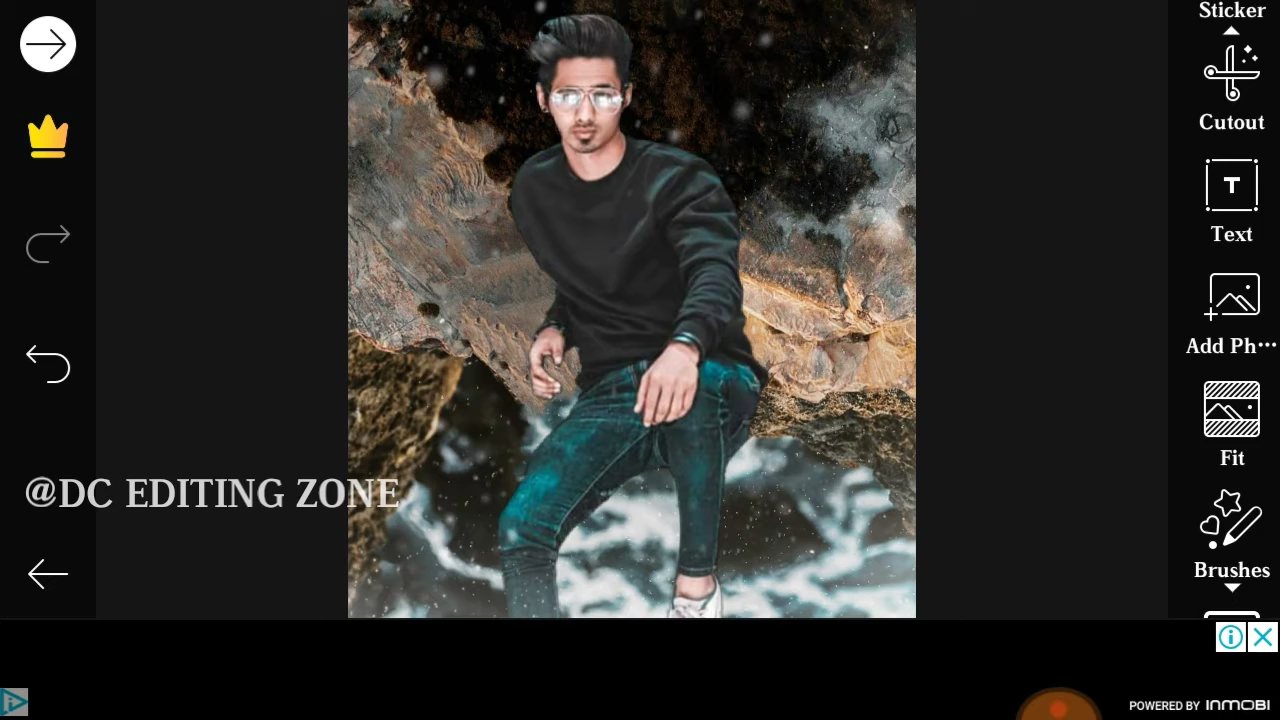 Sticker
Cutout
T
Text
Add Ph···
Fit
Brushes
@DC EDITING ZONE
POWERED BY INMOBI